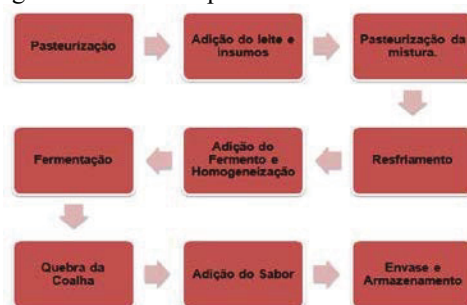 Pasteurização
Adição do leite e
insumos
Pasteurização da
mistura.
Fermentação
Adição do
Fermento e
Homogeneização
Resfriamento
Quebra da
Coalha
Adição do Sabor
Envase e
Armazenamento